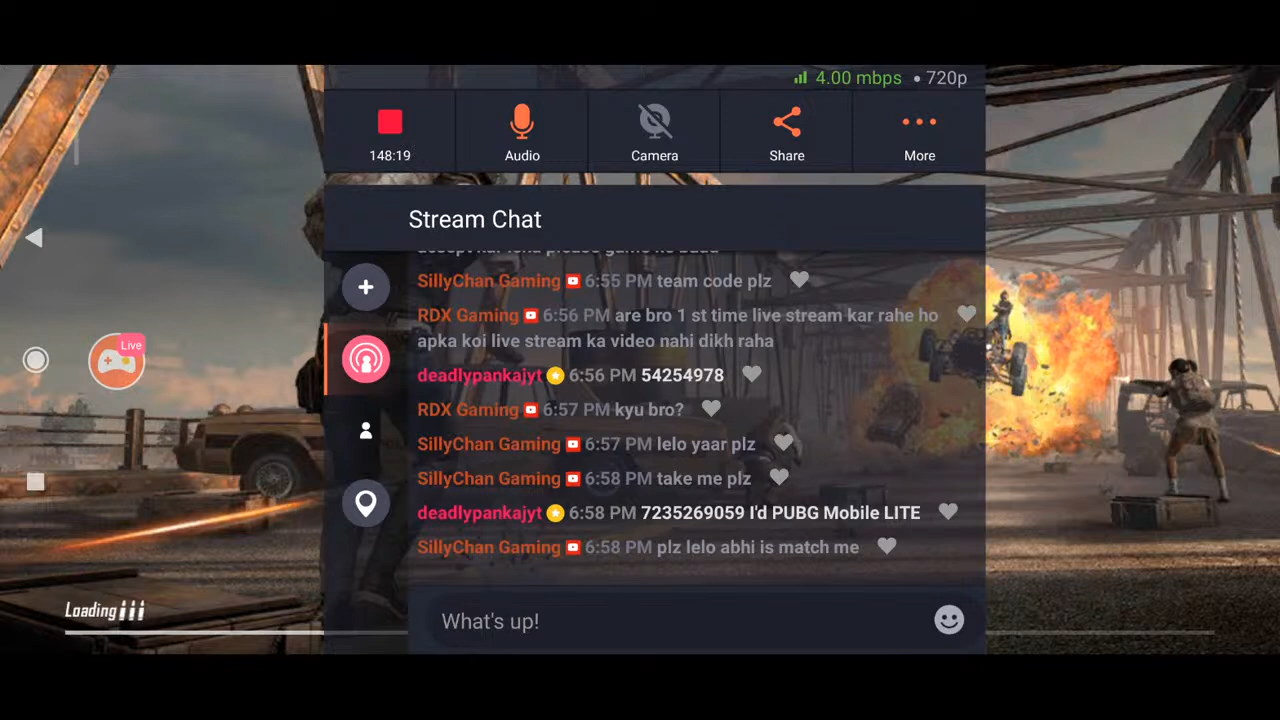 4.00 mbps • 720p
148:19
Audio
Camera
Share
More
Stream Chat
SillyChan Gaming 6:55 PM team code plz
RDX Gaming 6:56 PM are bro 1 st time live stream kar rahe ho
apka koi live stream ka video nahi dikh raha
Live
deadlypankajyt 6:56 PM 54254978
RDX Gaming 6:57 PM kyu bro?
SillyChan Gaming 6:57 PM lelo yaar plz
SillyChan Gaming 6:58 PM take me plz
deadlypankajyt 6:58 PM 7235269059 I'd PUBG Mobile LITE
SillyChan Gaming 6:58 PM plz lelo abhi is match me
Loading
What's up!